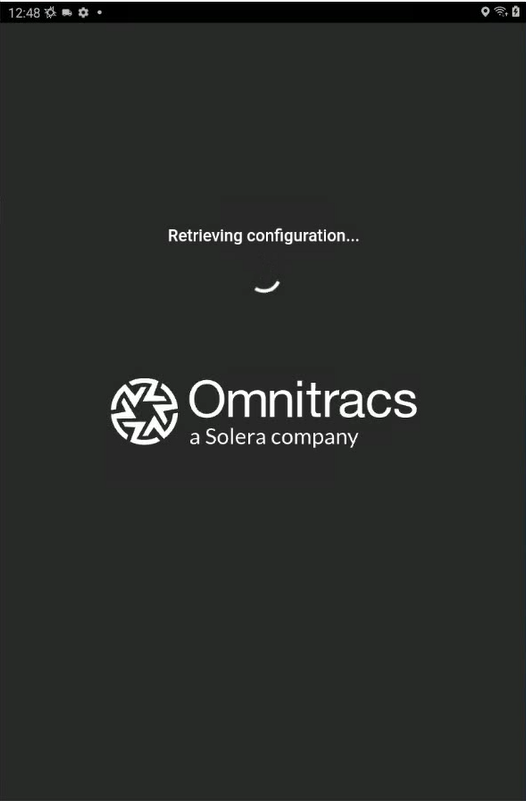 12:48
Retrieving configuration...
Omnitracs
a Solera company